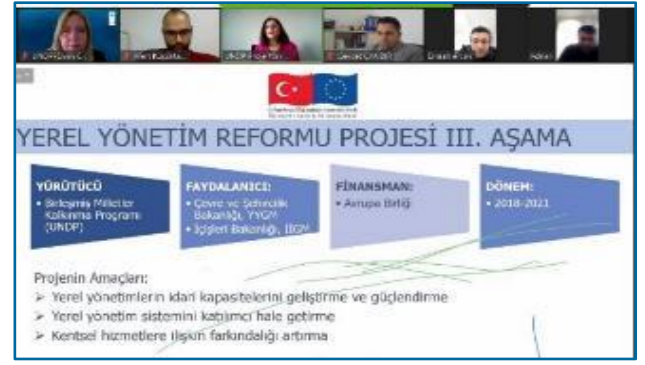 YEREL YÖNETİM REFORMU PROJESİ III. AŞAMA
YÜRÜTÜCÜ
• Birleşmiş Milletler
Kalkınma Programı
(UNDP)
FAYDALANICI:
• Çevre ve Şehircilik
Bakanlığı, YYGM
• İçişleri Bakanlığı, İİGM
FİNANSMAN:
• Avrupa Birliği
DÖNEM:
• 2018-2021
Projenin Amaçları:
➢ Yerel yönetimlerin idari kapasitelerini geliştirme ve güçlendirme
➢ Yerel yönetim sistemini katılımcı hale getirme
➢ Kentsel hizmetlere ilişkin farkındalığı artırma